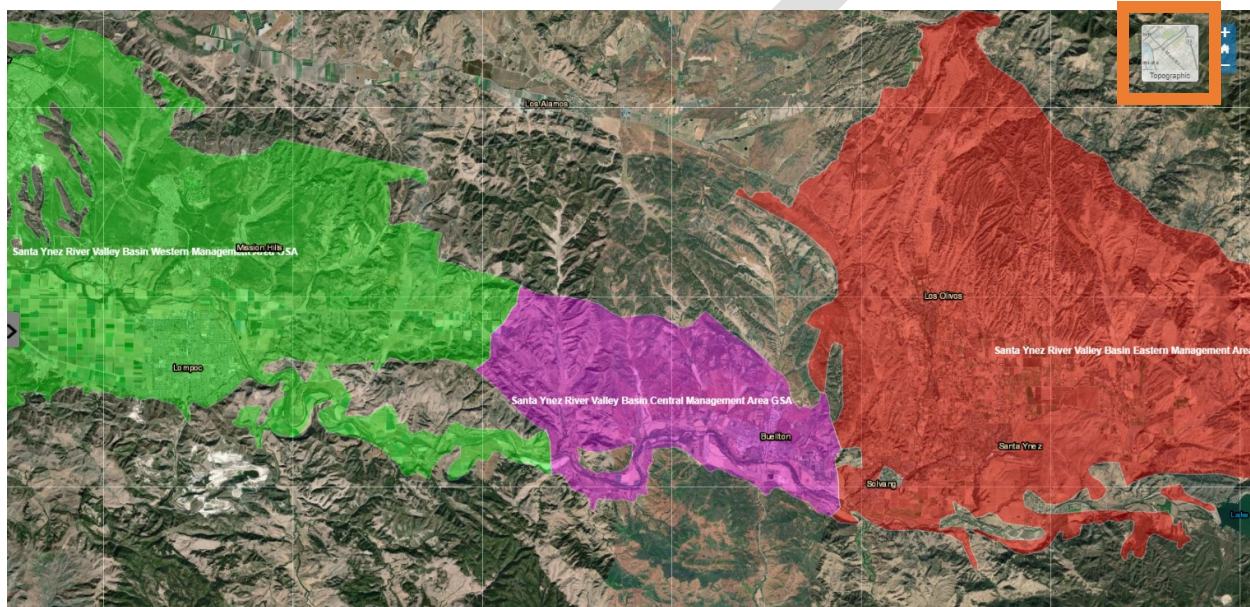 Topographic
+
−
Los Alamos
Santa Ynez River Valley Basin Western Management Area GSA
Mission Hills
Los Olivos
Santa Ynez River Valley Basin Eastern Management Area
Lompoc
Santa Ynez River Valley Basin Central Management Area GSA
Buellton
Santa Ynez
Solvang
Lake